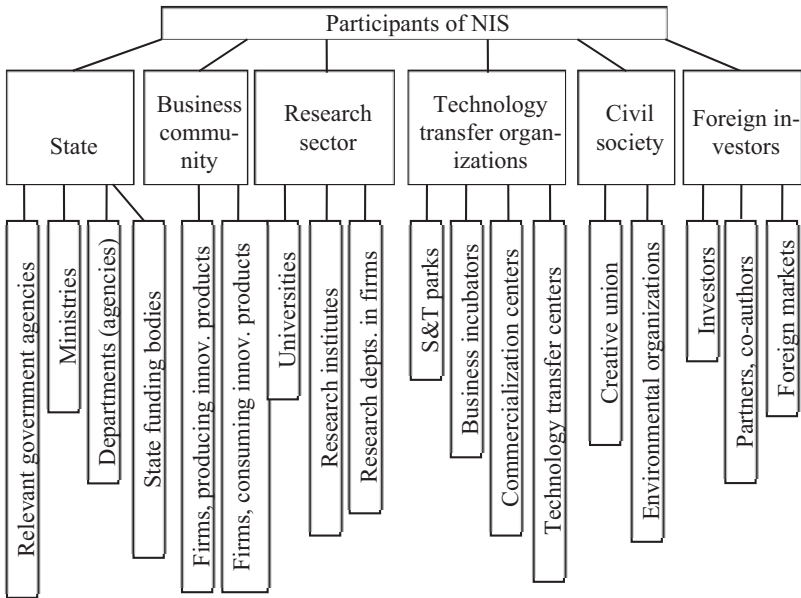 Participants of NIS
State
Business
commu-
nity
Research
sector
Technology
transfer organ-
izations
Civil
society
Foreign in-
vestors
Relevant government agencies
Ministries
Departments (agencies)
State funding bodies
Firms, producing innov. products
Firms, consuming innov. products
Universities
Research institutes
Research depts. in firms
S&T parks
Business incubators
Commercialization centers
Technology transfer centers
Creative union
Environmental organizations
Investors
Partners, co-authors
Foreign markets